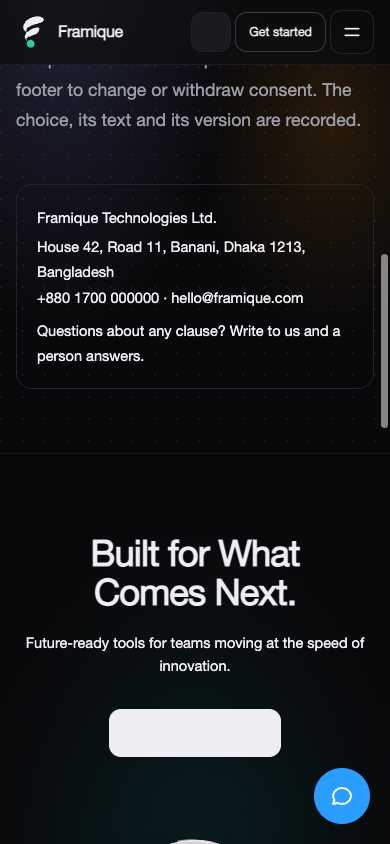 Framique
Get started
footer to change or withdraw consent. The
choice, its text and its version are recorded.
Framique Technologies Ltd.
House 42, Road 11, Banani, Dhaka 1213,
Bangladesh
+880 1700 000000 · hello@framique.com
Questions about any clause? Write to us and a
person answers.
Built for What
Comes Next.
Future-ready tools for teams moving at the speed of
innovation.